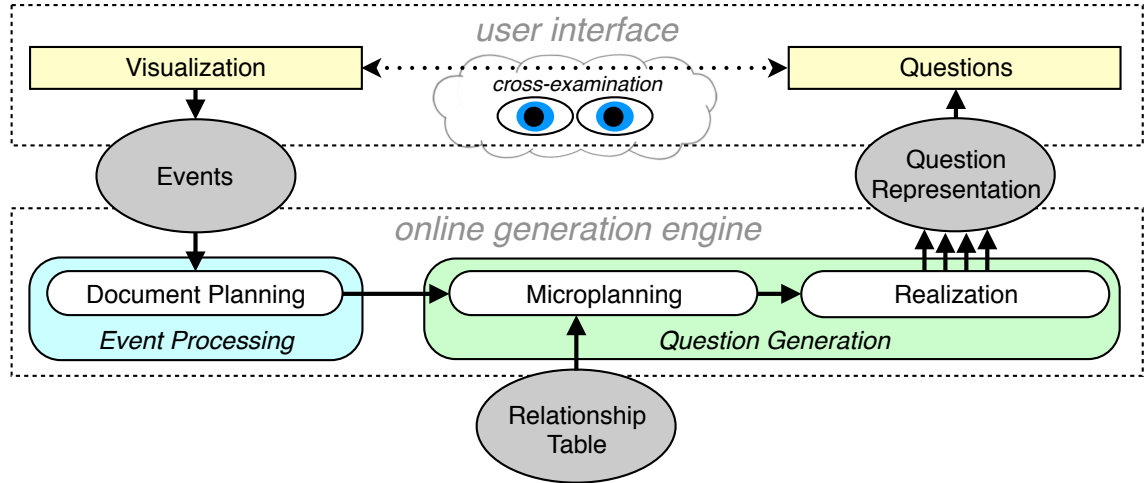 user interface
Visualization
Questions
cross-examination
Events
Question
Representation
online generation engine
Document Planning
Microplanning
Realization
Event Processing
Question Generation
Relationship
Table